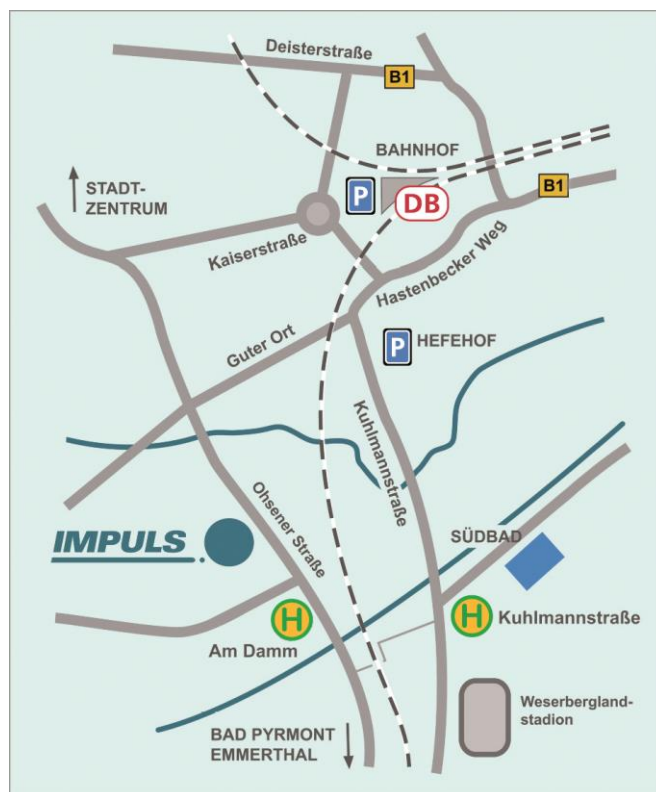 Deisterstraße
B1
BAHNHOF
P
DB
B1
STADT-
ZENTRUM
Kaiserstraße
Hastenbecker Weg
Guter Ort
P
HEFEHOF
Kuhlmannstraße
Ohsener Straße
IMPULS
SÜDBAD
H
Am Damm
H
Kuhlmannstraße
Weserbergland-
stadion
BAD PYRMONT
EMMERTHAL